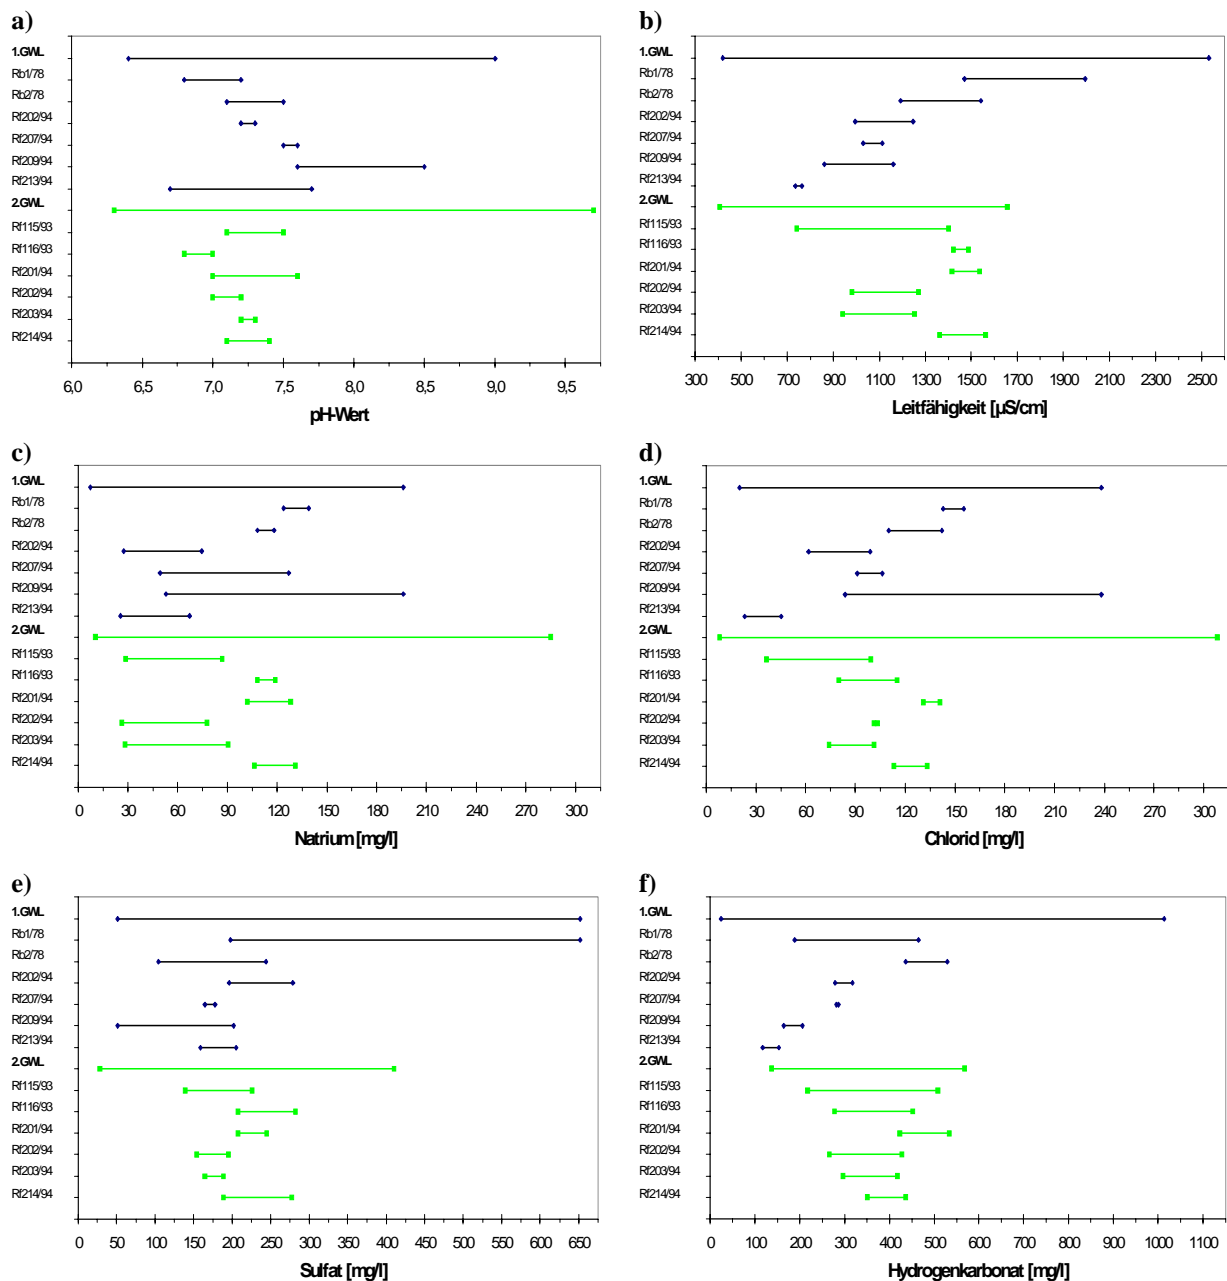 a)
1.GWL
Rb1/78
Rb2/78
Rf202/94
Rf207/94
Rf209/94
Rf213/94
2.GWL
Rf115/93
Rf116/93
Rf201/94
Rf202/94
Rf203/94
Rf214/94
6,0 6,5 7,0 7,5 8,0 8,5 9,0 9,5
pH-Wert
b)
1.GWL
Rb1/78
Rb2/78
Rf202/94
Rf207/94
Rf209/94
Rf213/94
2.GWL
Rf115/93
Rf116/93
Rf201/94
Rf202/94
Rf203/94
Rf214/94
300 500 700 900 1100 1300 1500 1700 1900 2100 2300 2500
Leitfähigkeit [µS/cm]
c)
1.GWL
Rb1/78
Rb2/78
Rf202/94
Rf207/94
Rf209/94
Rf213/94
2.GWL
Rf115/93
Rf116/93
Rf201/94
Rf202/94
Rf203/94
Rf214/94
0 30 60 90 120 150 180 210 240 270 300
Natrium [mg/l]
d)
1.GWL
Rb1/78
Rb2/78
Rf202/94
Rf207/94
Rf209/94
Rf213/94
2.GWL
Rf115/93
Rf116/93
Rf201/94
Rf202/94
Rf203/94
Rf214/94
0 30 60 90 120 150 180 210 240 270 300
Chlorid [mg/l]
e)
1.GWL
Rb1/78
Rb2/78
Rf202/94
Rf207/94
Rf209/94
Rf213/94
2.GWL
Rf115/93
Rf116/93
Rf201/94
Rf202/94
Rf203/94
Rf214/94
0 50 100 150 200 250 300 350 400 450 500 550 600 650
Sulfat [mg/l]
f)
1.GWL
Rb1/78
Rb2/78
Rf202/94
Rf207/94
Rf209/94
Rf213/94
2.GWL
Rf115/93
Rf116/93
Rf201/94
Rf202/94
Rf203/94
Rf214/94
0 100 200 300 400 500 600 700 800 900 1000 1100
Hydrogenkarbonat [mg/l]